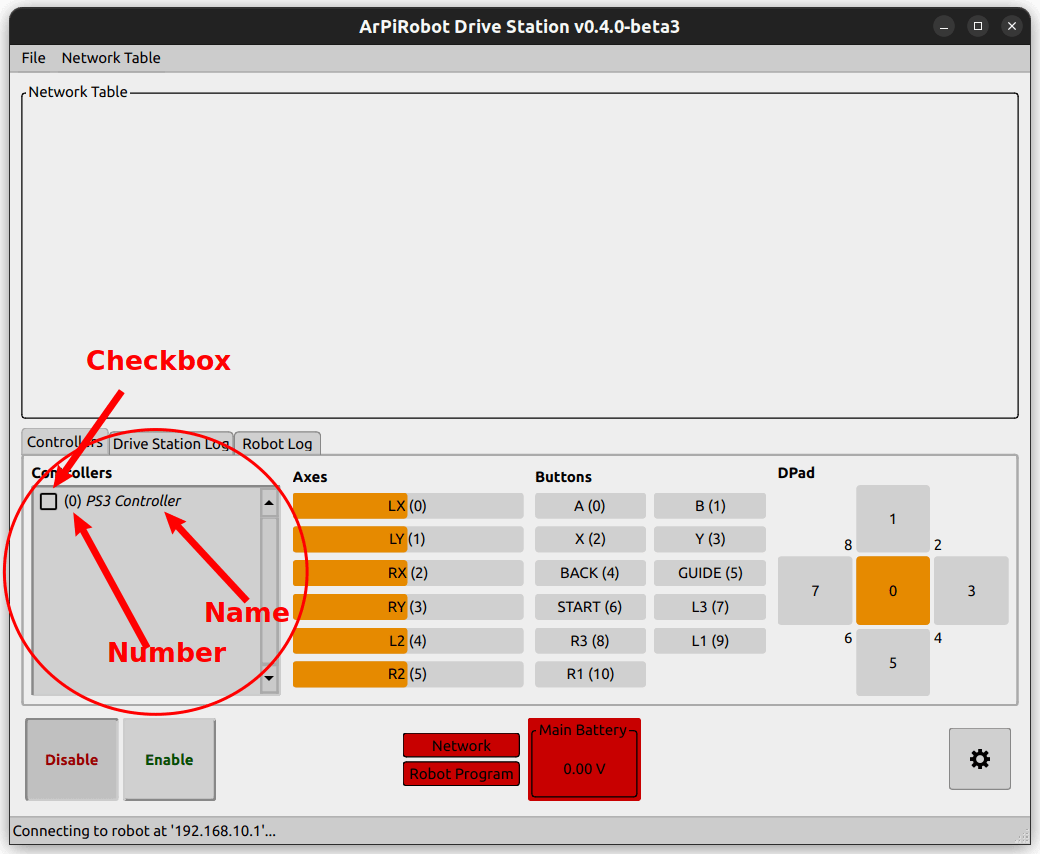 ArPiRobot Drive Station v0.4.0-beta3
File Network Table
Network Table
Checkbox
Controllers Drive Station Log Robot Log
Controllers
(0) PS3 Controller
Name
Number
Axes
LX (0)
LY (1)
RX (2)
RY (3)
L2 (4)
R2 (5)
Buttons
A (0) B (1)
X (2) Y (3)
BACK (4) GUIDE (5)
START (6) L3 (7)
R3 (8) L1 (9)
R1 (10)
DPad
1
8 2
7 0 3
6 4
5
Disable Enable
Network
Robot Program
Main Battery
0.00 V
Connecting to robot at '192.168.10.1'...